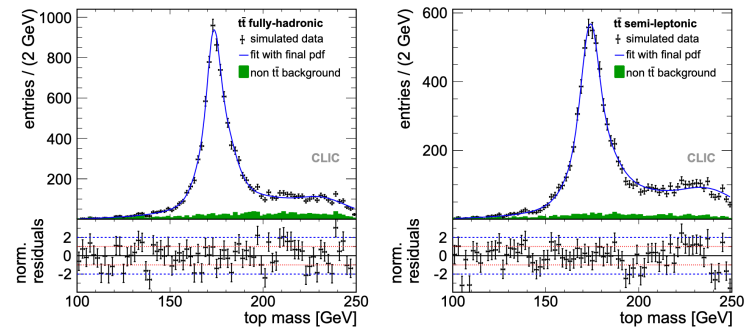 tt̄ fully-hadronic
simulated data
fit with final pdf
non tt̄ background
CLIC
entries / (2 GeV)
1000
800
600
400
200
norm.
residuals
2
0
-2
100 150 200 250
top mass [GeV]
tt̄ semi-leptonic
simulated data
fit with final pdf
non tt̄ background
CLIC
entries / (2 GeV)
600
400
200
norm.
residuals
2
0
-2
100 150 200 250
top mass [GeV]